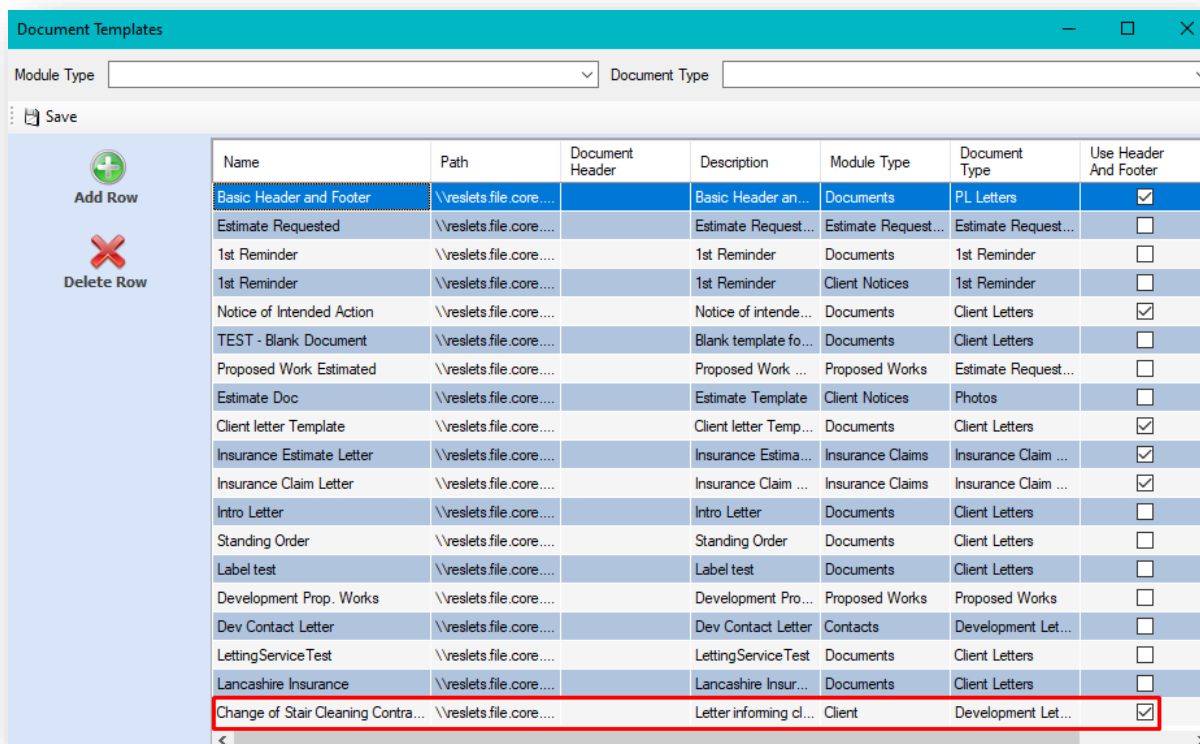 Document Templates
Module Type Document Type
Save
Add Row
Delete Row
Name Path Document Header Description Module Type Document Type Use Header And Footer
Basic Header and Footer \\reslets.file.core.... Basic Header an... Documents PL Letters
Estimate Requested \\reslets.file.core.... Estimate Request... Estimate Request... Estimate Request...
1st Reminder \\reslets.file.core.... 1st Reminder Documents 1st Reminder
1st Reminder \\reslets.file.core.... 1st Reminder Client Notices 1st Reminder
Notice of Intended Action \\reslets.file.core.... Notice of intende... Documents Client Letters
TEST - Blank Document \\reslets.file.core.... Blank template fo... Documents Client Letters
Proposed Work Estimated \\reslets.file.core.... Proposed Work ... Proposed Works Estimate Request...
Estimate Doc \\reslets.file.core.... Estimate Template Client Notices Photos
Client letter Template \\reslets.file.core.... Client letter Temp... Documents Client Letters
Insurance Estimate Letter \\reslets.file.core.... Insurance Estima... Insurance Claims Insurance Claim ...
Insurance Claim Letter \\reslets.file.core.... Insurance Claim ... Insurance Claims Insurance Claim ...
Intro Letter \\reslets.file.core.... Intro Letter Documents Client Letters
Standing Order \\reslets.file.core.... Standing Order Documents Client Letters
Label test \\reslets.file.core.... Label test Documents Client Letters
Development Prop. Works \\reslets.file.core.... Development Pro... Proposed Works Proposed Works
Dev Contact Letter \\reslets.file.core.... Dev Contact Letter Contacts Development Let...
LettingServiceTest \\reslets.file.core.... LettingServiceTest Documents Client Letters
Lancashire Insurance \\reslets.file.core.... Lancashire Insur... Documents Client Letters
Change of Stair Cleaning Contra... \\reslets.file.core.... Letter informing cl... Client Development Let...